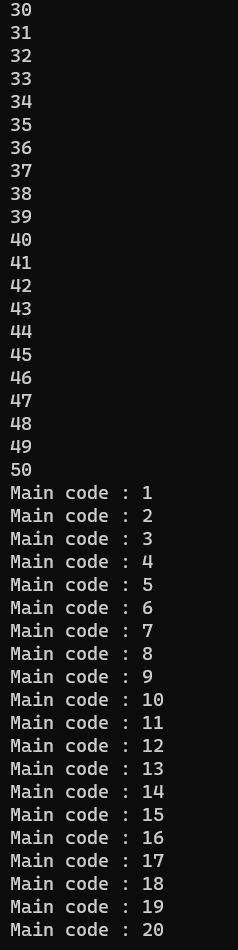 30
31
32
33
34
35
36
37
38
39
40
41
42
43
44
45
46
47
48
49
50
Main code : 1
Main code : 2
Main code : 3
Main code : 4
Main code : 5
Main code : 6
Main code : 7
Main code : 8
Main code : 9
Main code : 10
Main code : 11
Main code : 12
Main code : 13
Main code : 14
Main code : 15
Main code : 16
Main code : 17
Main code : 18
Main code : 19
Main code : 20